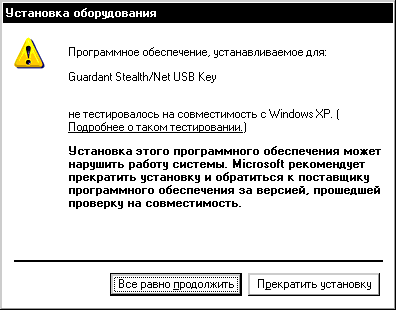 Установка оборудования
Программное обеспечение, устанавливаемое для:
Guardant Stealth/Net USB Key
не тестировалось на совместимость с Windows XP. (
Подробнее о таком тестировании.)
Установка этого программного обеспечения может
нарушить работу системы. Microsoft рекомендует
прекратить установку и обратиться к поставщику
программного обеспечения за версией, прошедшей
проверку на совместимость.
Все равно продолжить
Прекратить установку